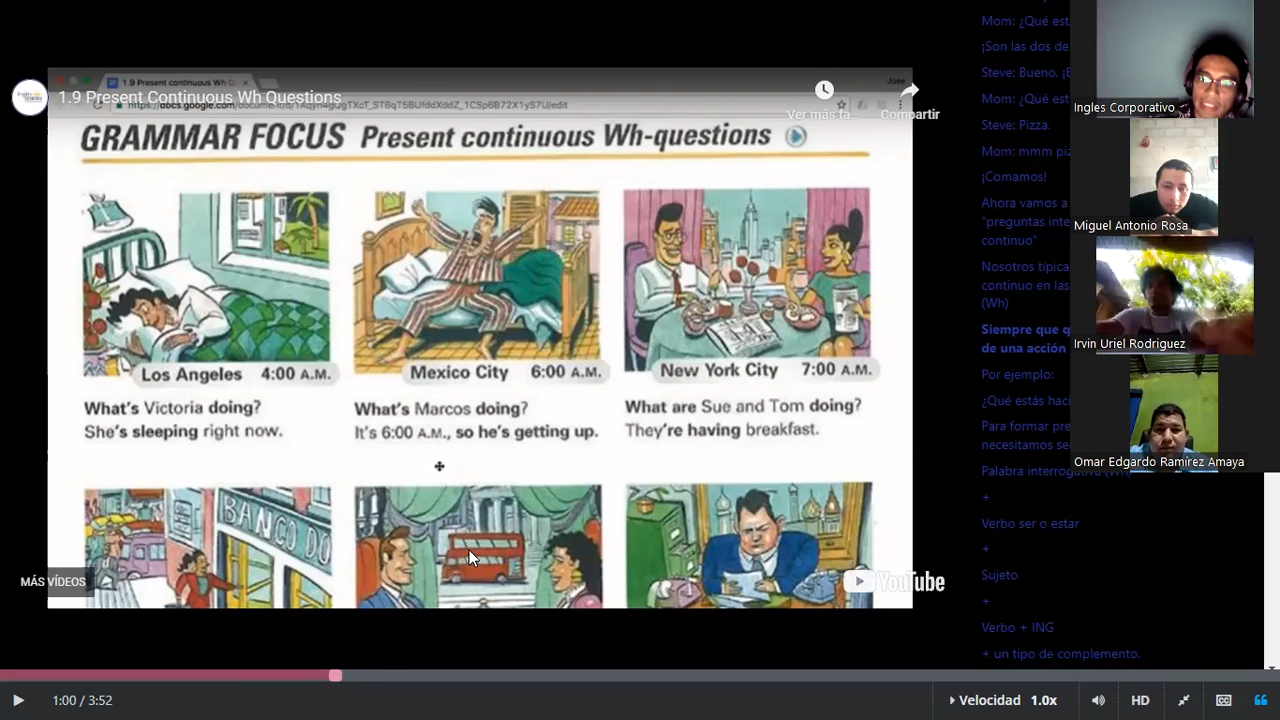 1.9 Present continuous Wh Q
Jose
1.9 Present Continuous Wh Questions
Ver más ta...
Compartir
GRAMMAR FOCUS Present continuous Wh-questions
Los Angeles 4:00 A.M.
Mexico City 6:00 A.M.
New York City 7:00 A.M.
What's Victoria doing?
She's sleeping right now.
What's Marcos doing?
It's 6:00 A.M., so he's getting up.
What are Sue and Tom doing?
They're having breakfast.
BANCO DO
MÁS VÍDEOS
YouTube
1:00 / 3:52
Velocidad 1.0x
HD
Mom: ¿Qué est
¡Son las dos de
Steve: Bueno, ¡
Mom: ¿Qué est
Steve: Pizza.
Mom: mmm piz
¡Comamos!
Ahora vamos a
"preguntas inte
continuo"
Nosotros típica
continuo en las
(Wh)
Siempre que q
de una acción
Por ejemplo:
¿Qué estás haci
Para formar pre
necesitamos se
Palabra
+
Verbo ser o estar
+
Sujeto
+
Verbo + ING
+ un tipo de complemento.
Ingles Corporativo
Miguel Antonio Rosa
Irvin Uriel Rodriguez
Omar Edgardo Ramírez Amaya